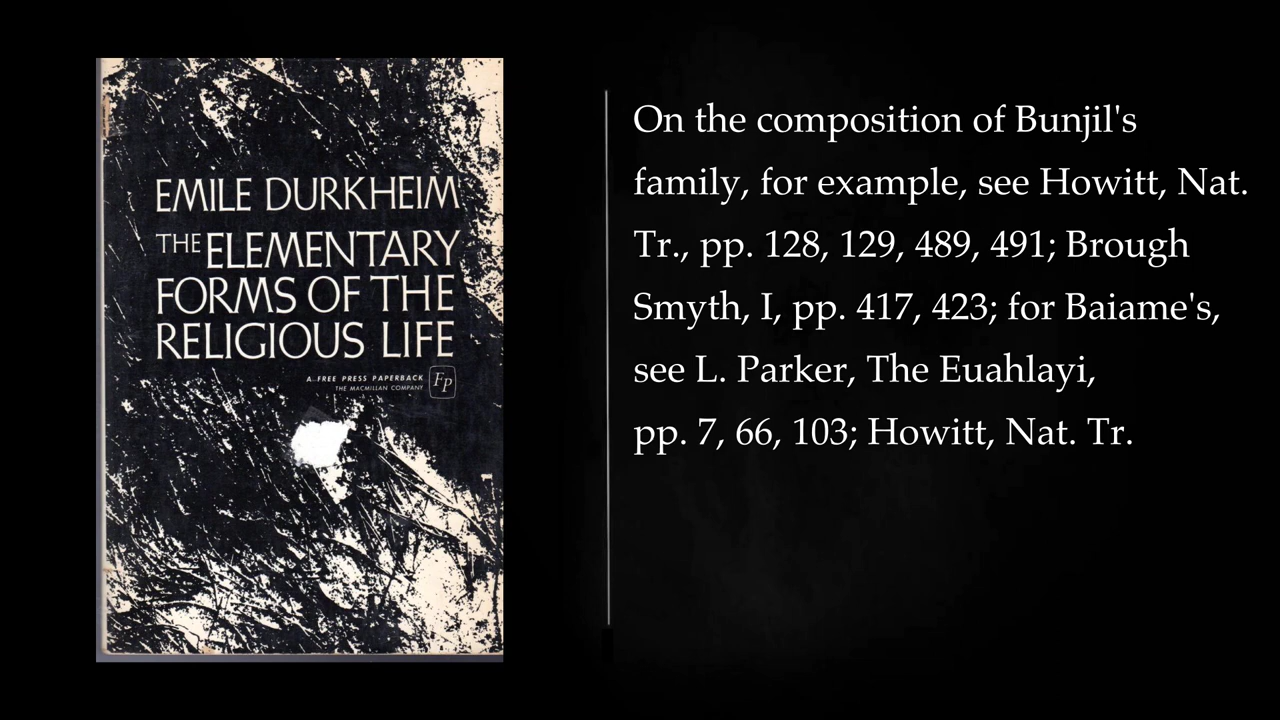 EMILE DURKHEIM
THE ELEMENTARY
FORMS OF THE
RELIGIOUS LIFE
A FREE PRESS PAPERBACK
THE MACMILLAN COMPANY
Fp
On the composition of Bunjil's
family, for example, see Howitt, Nat.
Tr., pp. 128, 129, 489, 491; Brough
Smyth, I, pp. 417, 423; for Baiame's,
see L. Parker, The Euahlayi,
pp. 7, 66, 103; Howitt, Nat. Tr.